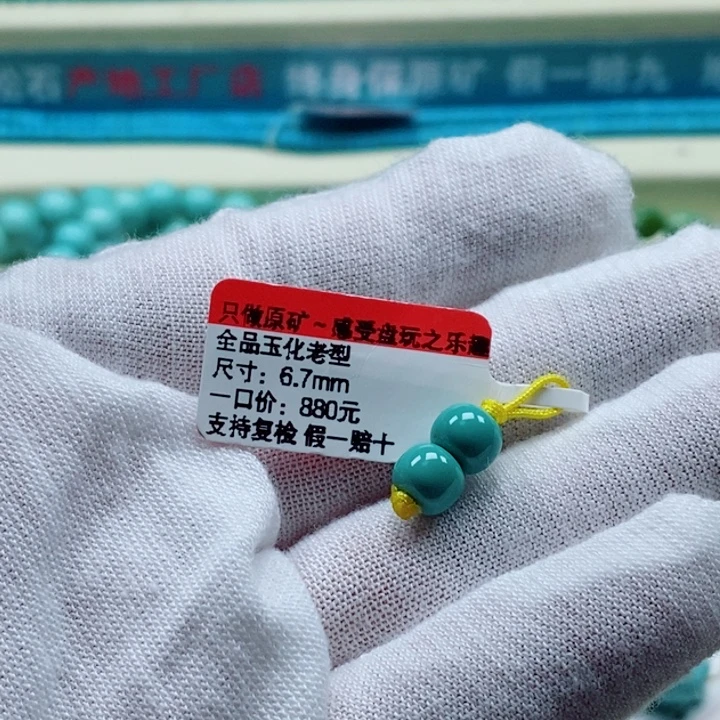 松石产地工厂店 终身保原矿 假一赔九
只做原矿~感受盘玩之乐趣
全品玉化老型
尺寸：6.7mm
一口价：880元
支持复检 假一赔十